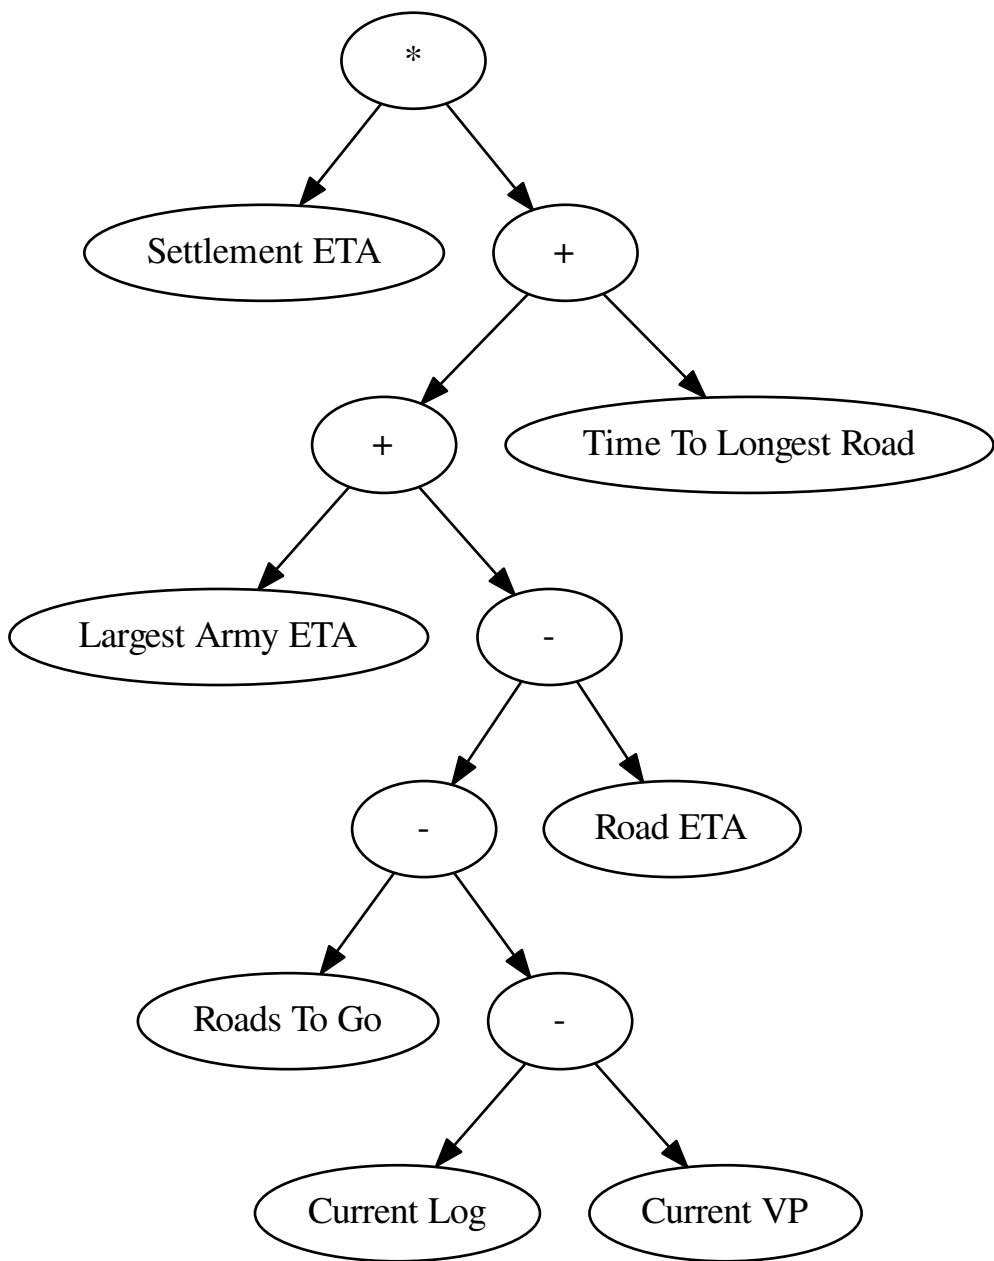 *
Settlement ETA
+
+
Time To Longest Road
Largest Army ETA
-
-
Road ETA
Roads To Go
-
Current Log
Current VP